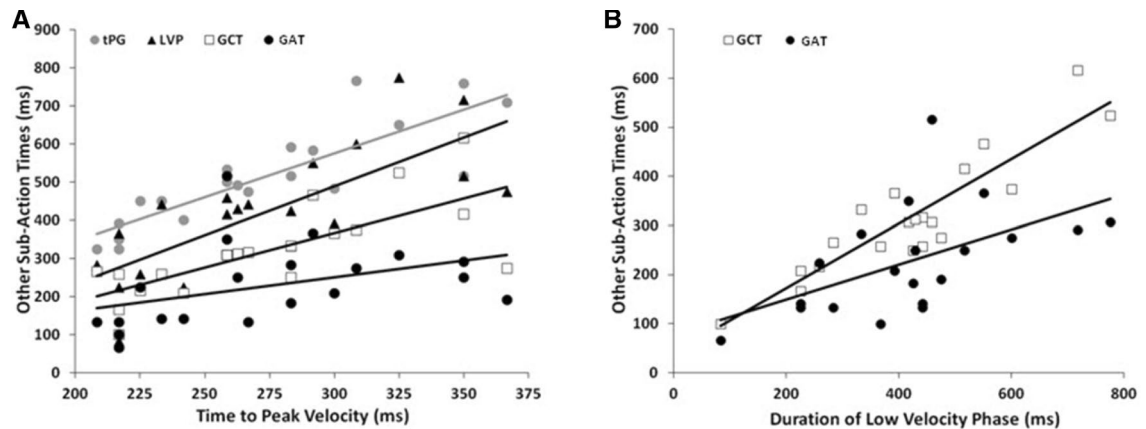 A
900
800
700
600
500
400
300
200
100
0
Other Sub-Action Times (ms)
tPG LVP GCT GAT
200 225 250 275 300 325 350 375
Time to Peak Velocity (ms)
B
700
600
500
400
300
200
100
0
Other Sub-Action Times (ms)
GCT GAT
0 200 400 600 800
Duration of Low Velocity Phase (ms)